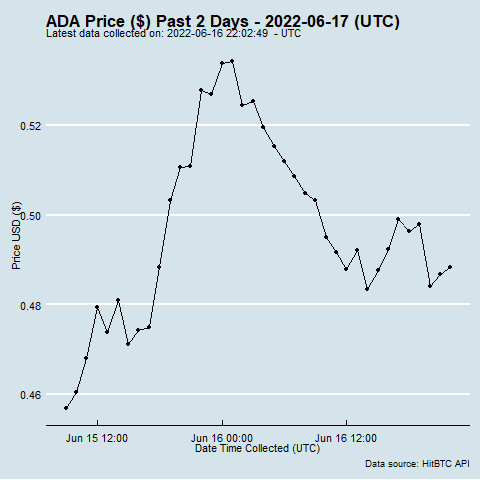 ADA Price ($) Past 2 Days - 2022-06-17 (UTC)
Latest data collected on: 2022-06-16 22:02:49 - UTC
0.52
0.50
0.48
0.46
Price USD ($)
Jun 15 12:00 Jun 16 00:00 Jun 16 12:00
Date Time Collected (UTC)
Data source: HitBTC API